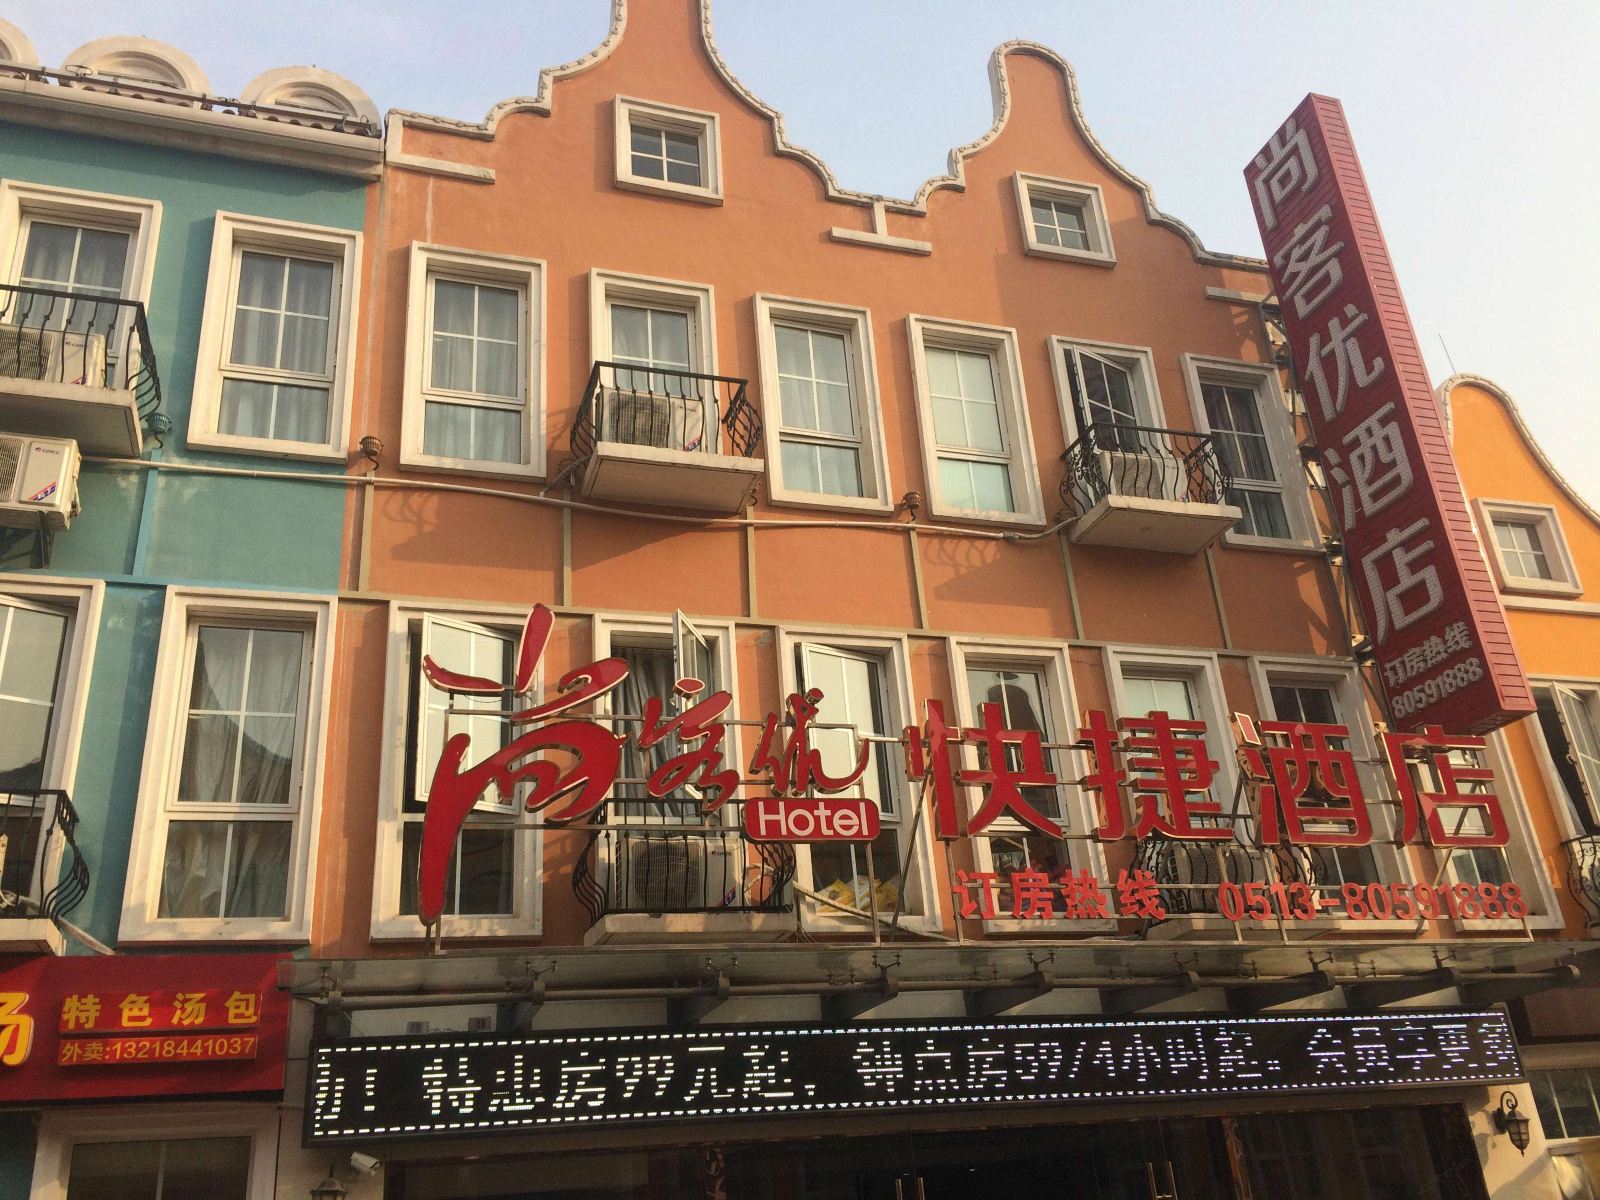 尚客优酒店
订房热线
80591888
尚客优
Hotel
快捷酒店
订房热线 0513-80591888
汤
特色汤包
外卖:13218441037
特惠房99元起，钟点房59/4小时起。会员享更多